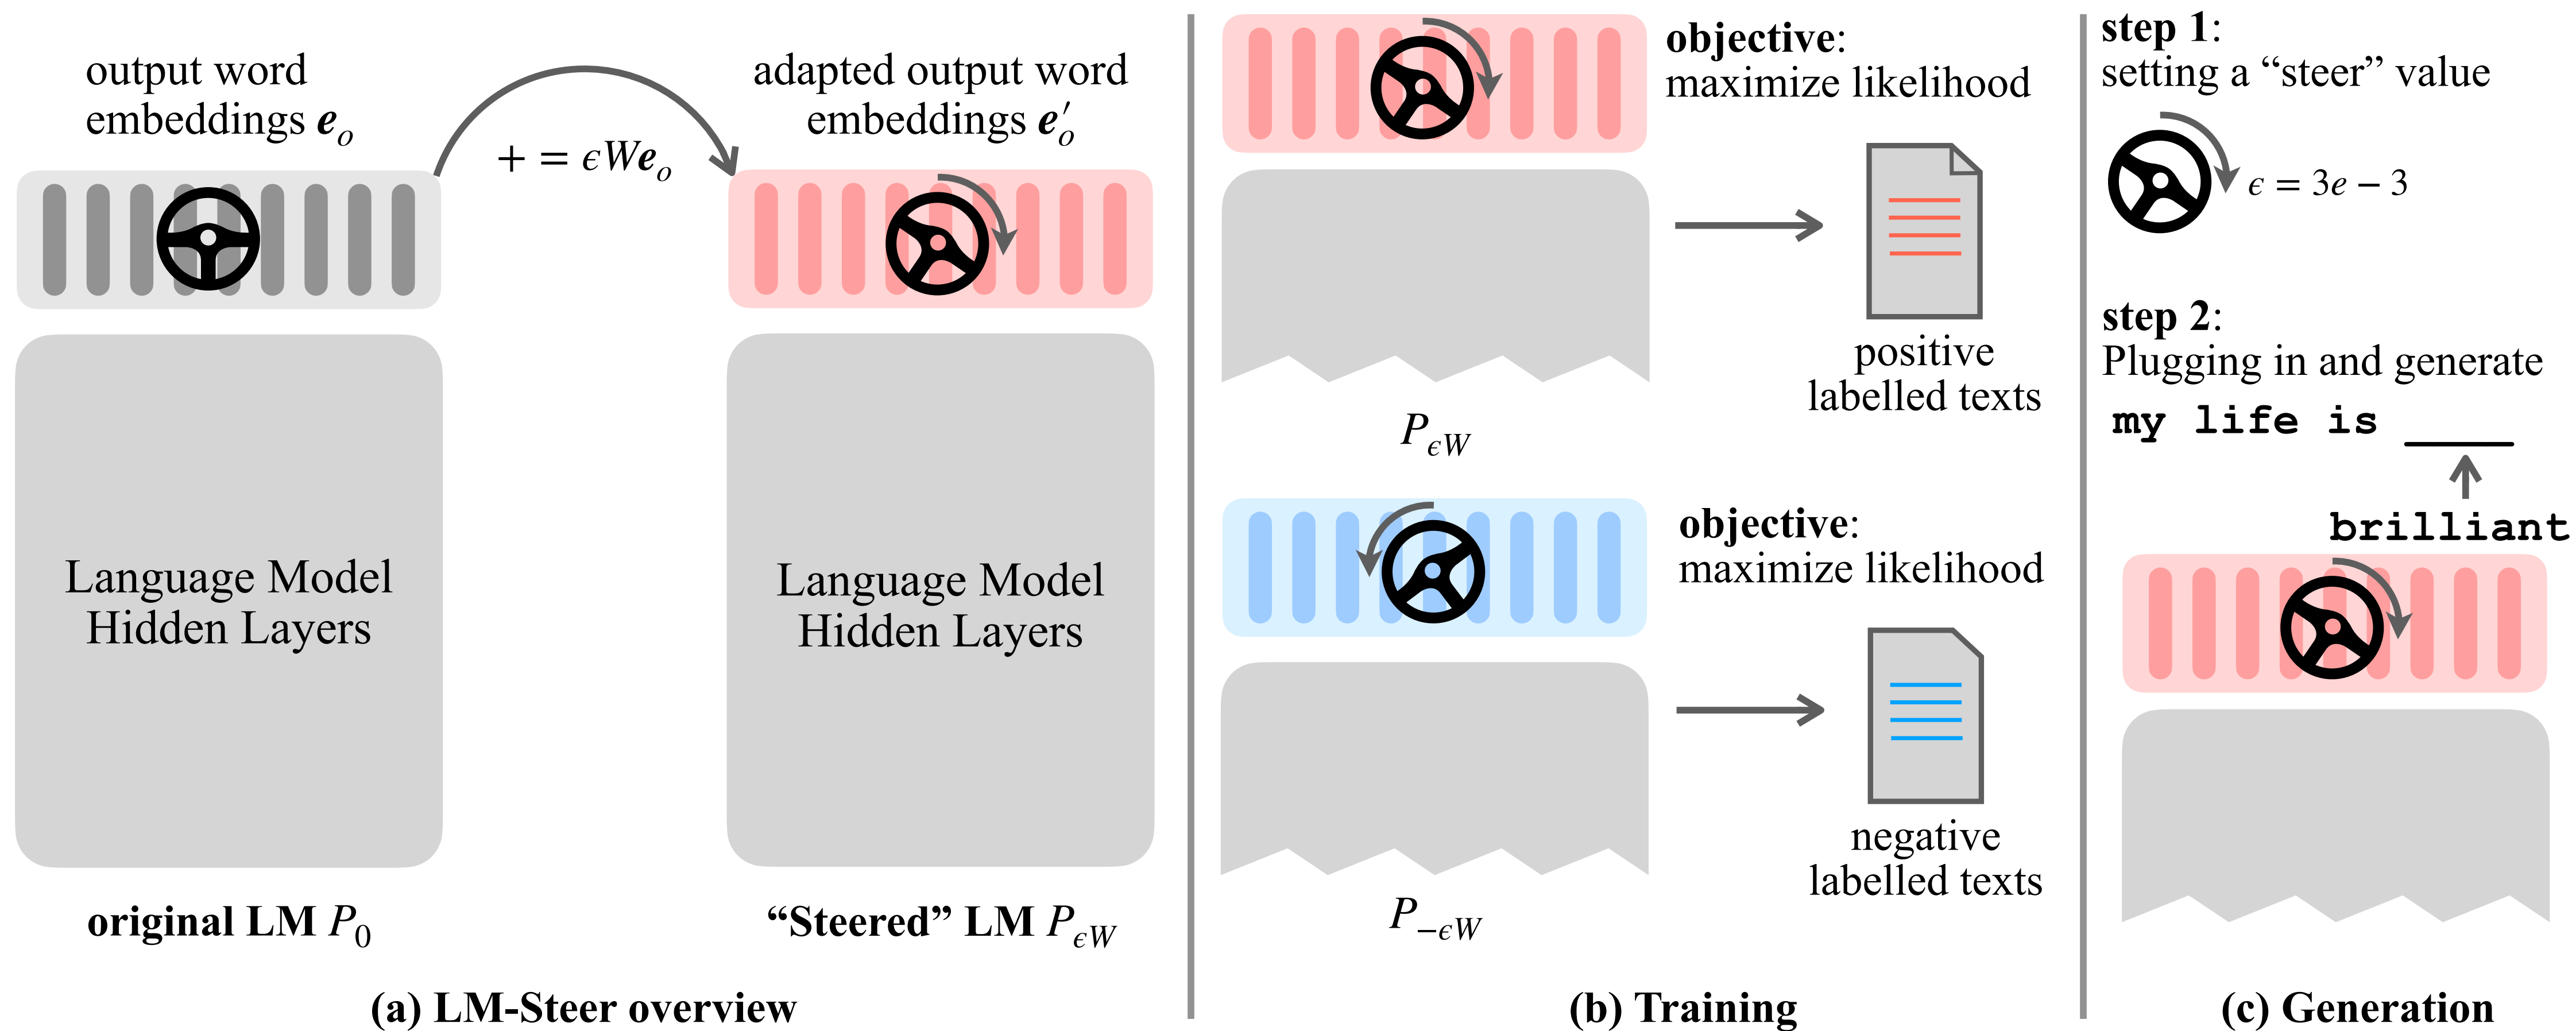 output word
embeddings e_o
+ = ϵWe_o
adapted output word
embeddings e′_o
Language Model
Hidden Layers
Language Model
Hidden Layers
original LM P_0
“Steered” LM P_ϵW
(a) LM-Steer overview
objective:
maximize likelihood
positive
labelled texts
P_ϵW
objective:
maximize likelihood
negative
labelled texts
P_−ϵW
(b) Training
step 1:
setting a “steer” value
ϵ = 3e − 3
step 2:
Plugging in and generate
my life is ____
brilliant
(c) Generation